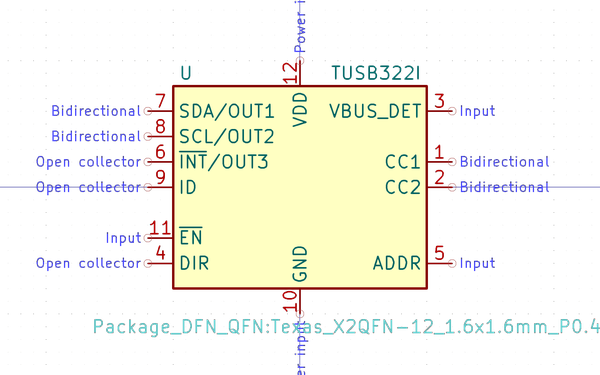 Power i
U TUSB322I
12
VDD
Bidirectional 7 SDA/OUT1 VBUS_DET 3 Input
Bidirectional 8 SCL/OUT2
Open collector 6 INT/OUT3 CC1 1 Bidirectional
Open collector 9 ID CC2 2 Bidirectional
Input 11 EN
Open collector 4 DIR ADDR 5 Input
GND
10
Package_DFN_QFN:Texas_X2QFN-12_1.6x1.6mm_P0.4
er input